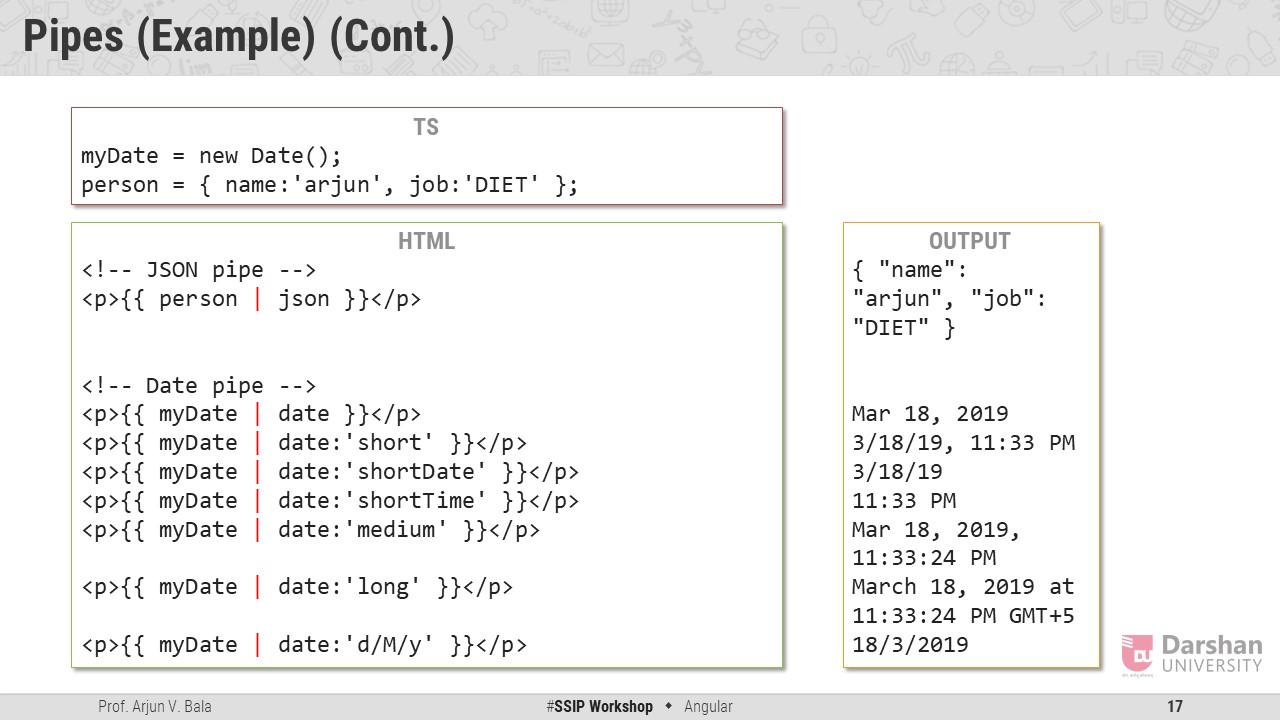 Pipes (Example) (Cont.)
TS
myDate = new Date();
person = { name:'arjun', job:'DIET' };
HTML
<!-- JSON pipe -->
<p>{{ person | json }}</p>
<!-- Date pipe -->
<p>{{ myDate | date }}</p>
<p>{{ myDate | date:'short' }}</p>
<p>{{ myDate | date:'shortDate' }}</p>
<p>{{ myDate | date:'shortTime' }}</p>
<p>{{ myDate | date:'medium' }}</p>
<p>{{ myDate | date:'long' }}</p>
<p>{{ myDate | date:'d/M/y' }}</p>
OUTPUT
{ "name":
"arjun", "job":
"DIET" }
Mar 18, 2019
3/18/19, 11:33 PM
3/18/19
11:33 PM
Mar 18, 2019,
11:33:24 PM
March 18, 2019 at
11:33:24 PM GMT+5
18/3/2019
DU
Darshan
UNIVERSITY
Prof. Arjun V. Bala
#SSIP Workshop ◆ Angular
17